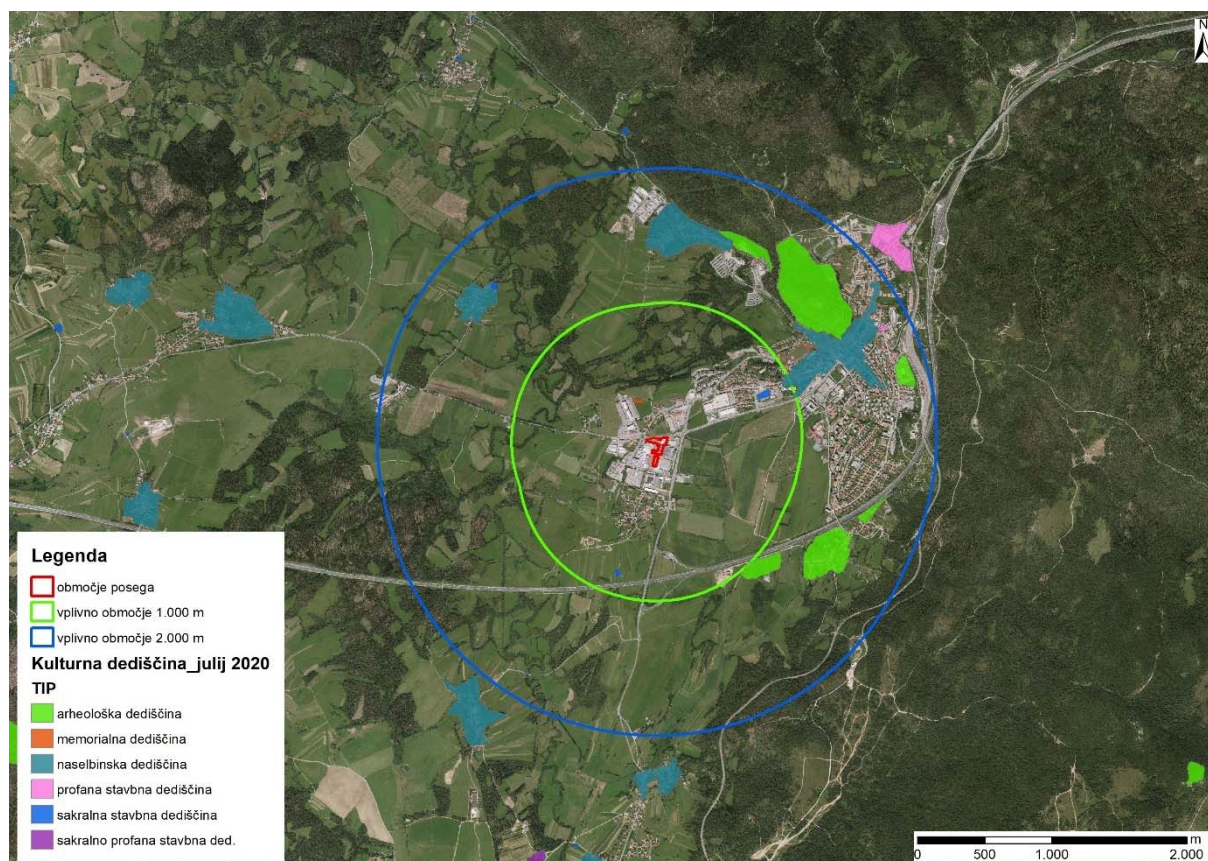 N
Legenda
območje posega
vplivno območje 1.000 m
vplivno območje 2.000 m
Kulturna dediščina_julij 2020
TIP
arheološka dediščina
memorialna dediščina
naselbinska dediščina
profana stavbna dediščina
sakralna stavbna dediščina
sakralno profana stavbna ded.
m
0 500 1.000 2.000